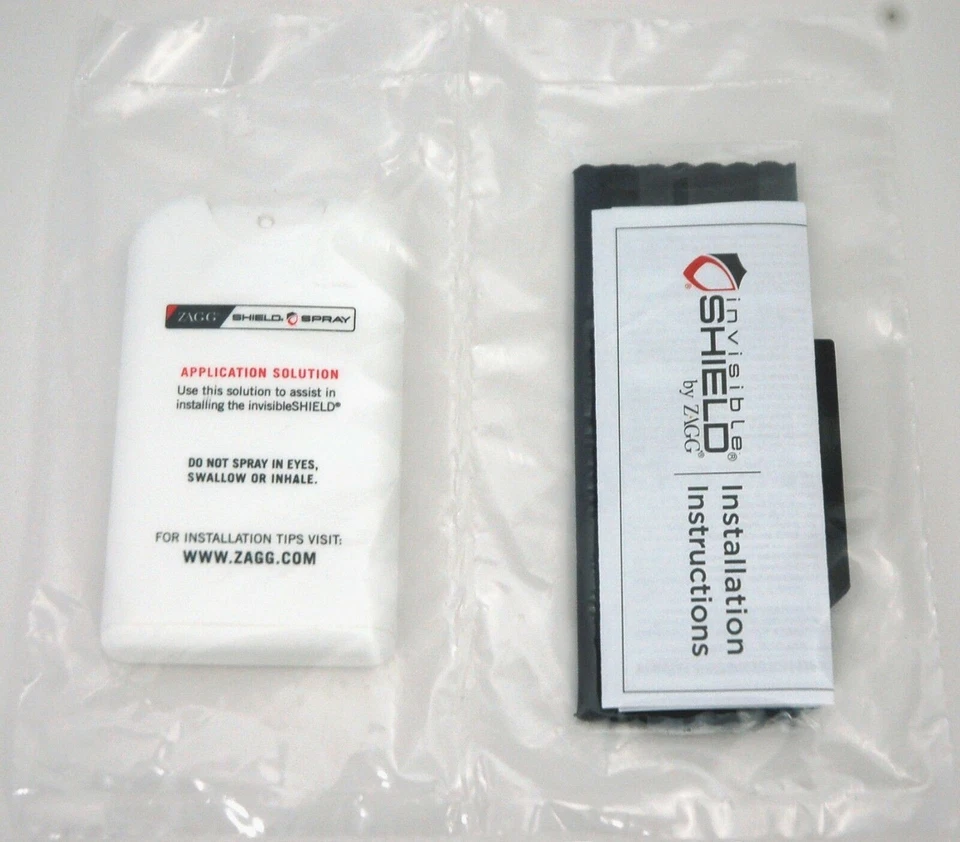 ZAGG SHIELD SPRAY
APPLICATION SOLUTION
Use this solution to assist in
installing the invisibleSHIELD®
DO NOT SPRAY IN EYES,
SWALLOW OR INHALE.
FOR INSTALLATION TIPS VISIT:
WWW.ZAGG.COM
invisible
SHIELD®
by ZAGG®
Installation
Instructions